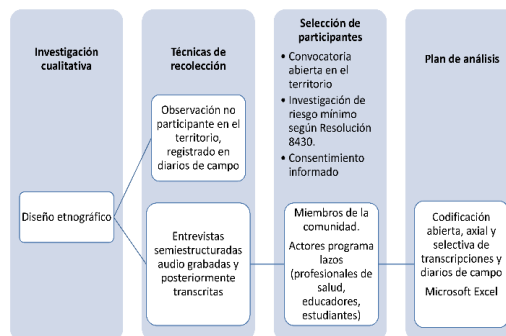 Investigación
cualitativa
Diseño etnográfico
Técnicas de
recolección
Observación no
participante en el
territorio,
registrado en
diarios de campo
Entrevistas
semiestructuradas
audio grabadas y
posteriormente
transcritas
Selección de
participantes
• Convocatoria
abierta en el
territorio
• Investigación de
riesgo mínimo
según Resolución
8430.
• Consentimiento
informado
Miembros de la
comunidad.
Actores programa
lazos
(profesionales de
salud,
educadores,
estudiantes)
Plan de análisis
Codificación
abierta, axial y
selectiva de
transcripciones y
diarios de campo
Microsoft Excel